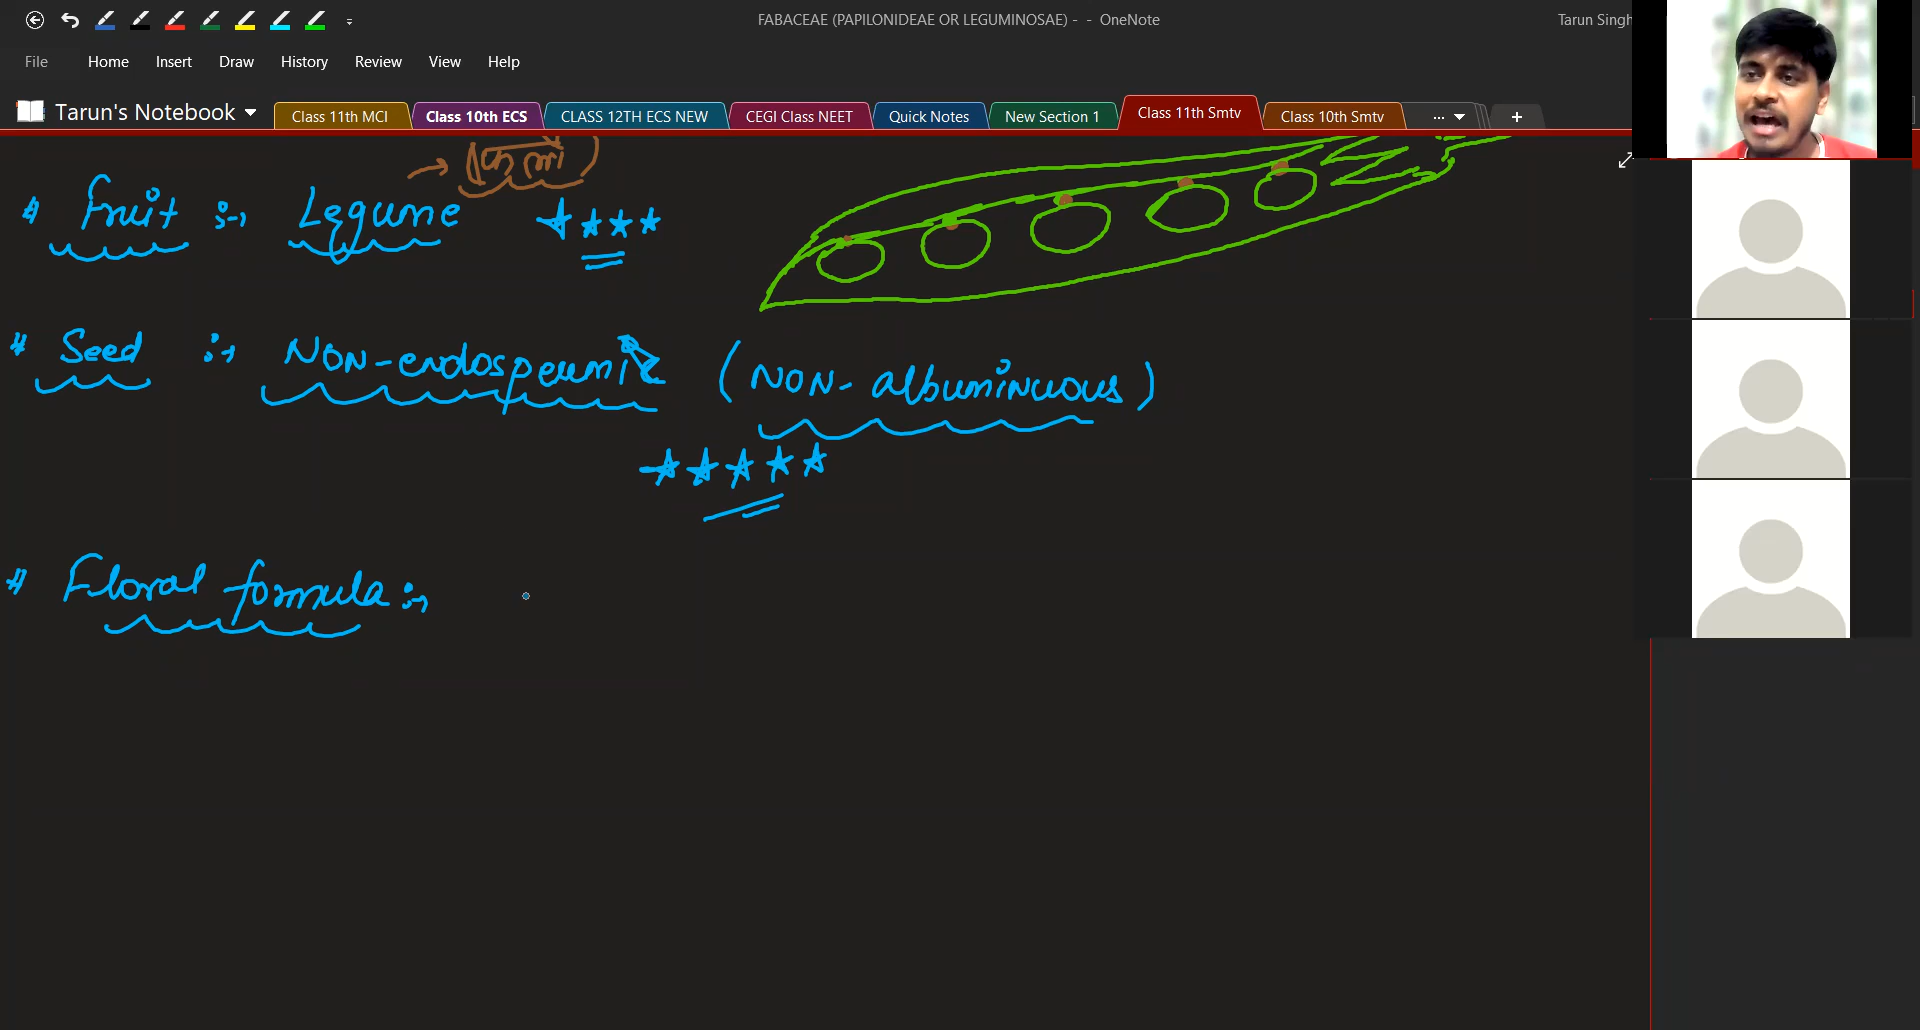 FABACEAE (PAPILONIDEAE OR LEGUMINOSAE) - - OneNote
Tarun Singh
File Home Insert Draw History Review View Help
Tarun's Notebook
Class 11th MCI Class 10th ECS CLASS 12TH ECS NEW CEGI Class NEET Quick Notes New Section 1 Class 11th Smtv Class 10th Smtv ... +
# Fruit :→ Legume
# Seed :→ NON-endospermic (NON-albuminuous)
# Floral formula :→